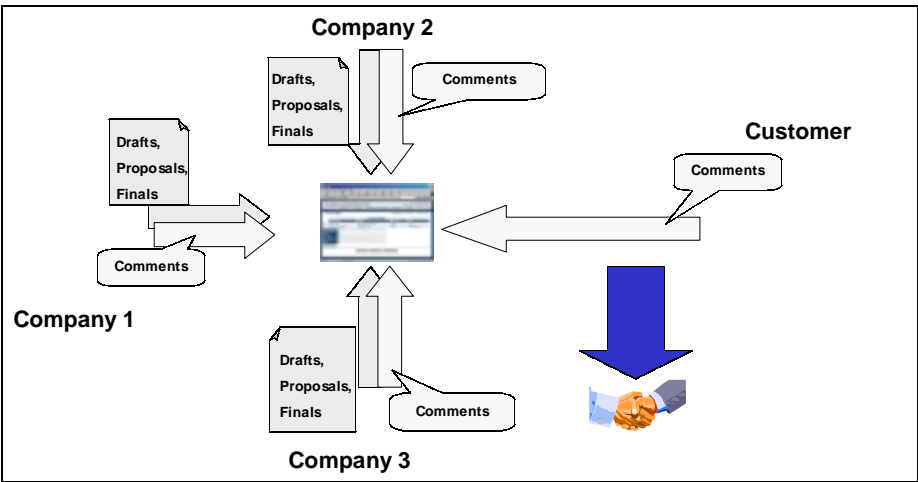 Company 2
Drafts,
Proposals,
Finals
Comments
Customer
Comments
Drafts,
Proposals,
Finals
Comments
Company 1
Drafts,
Proposals,
Finals
Comments
Company 3